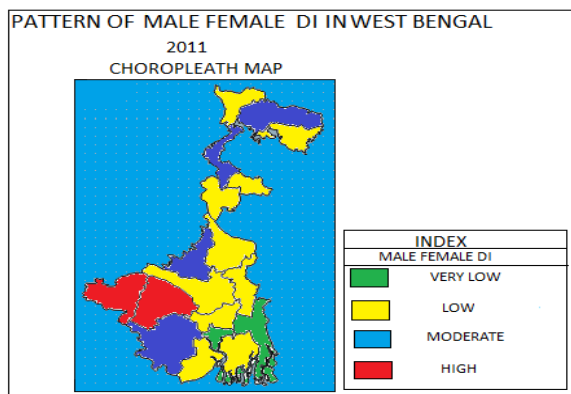 PATTERN OF MALE FEMALE DI IN WEST BENGAL
2011
CHOROPLEATH MAP
INDEX
MALE FEMALE DI
VERY LOW
LOW
MODERATE
HIGH